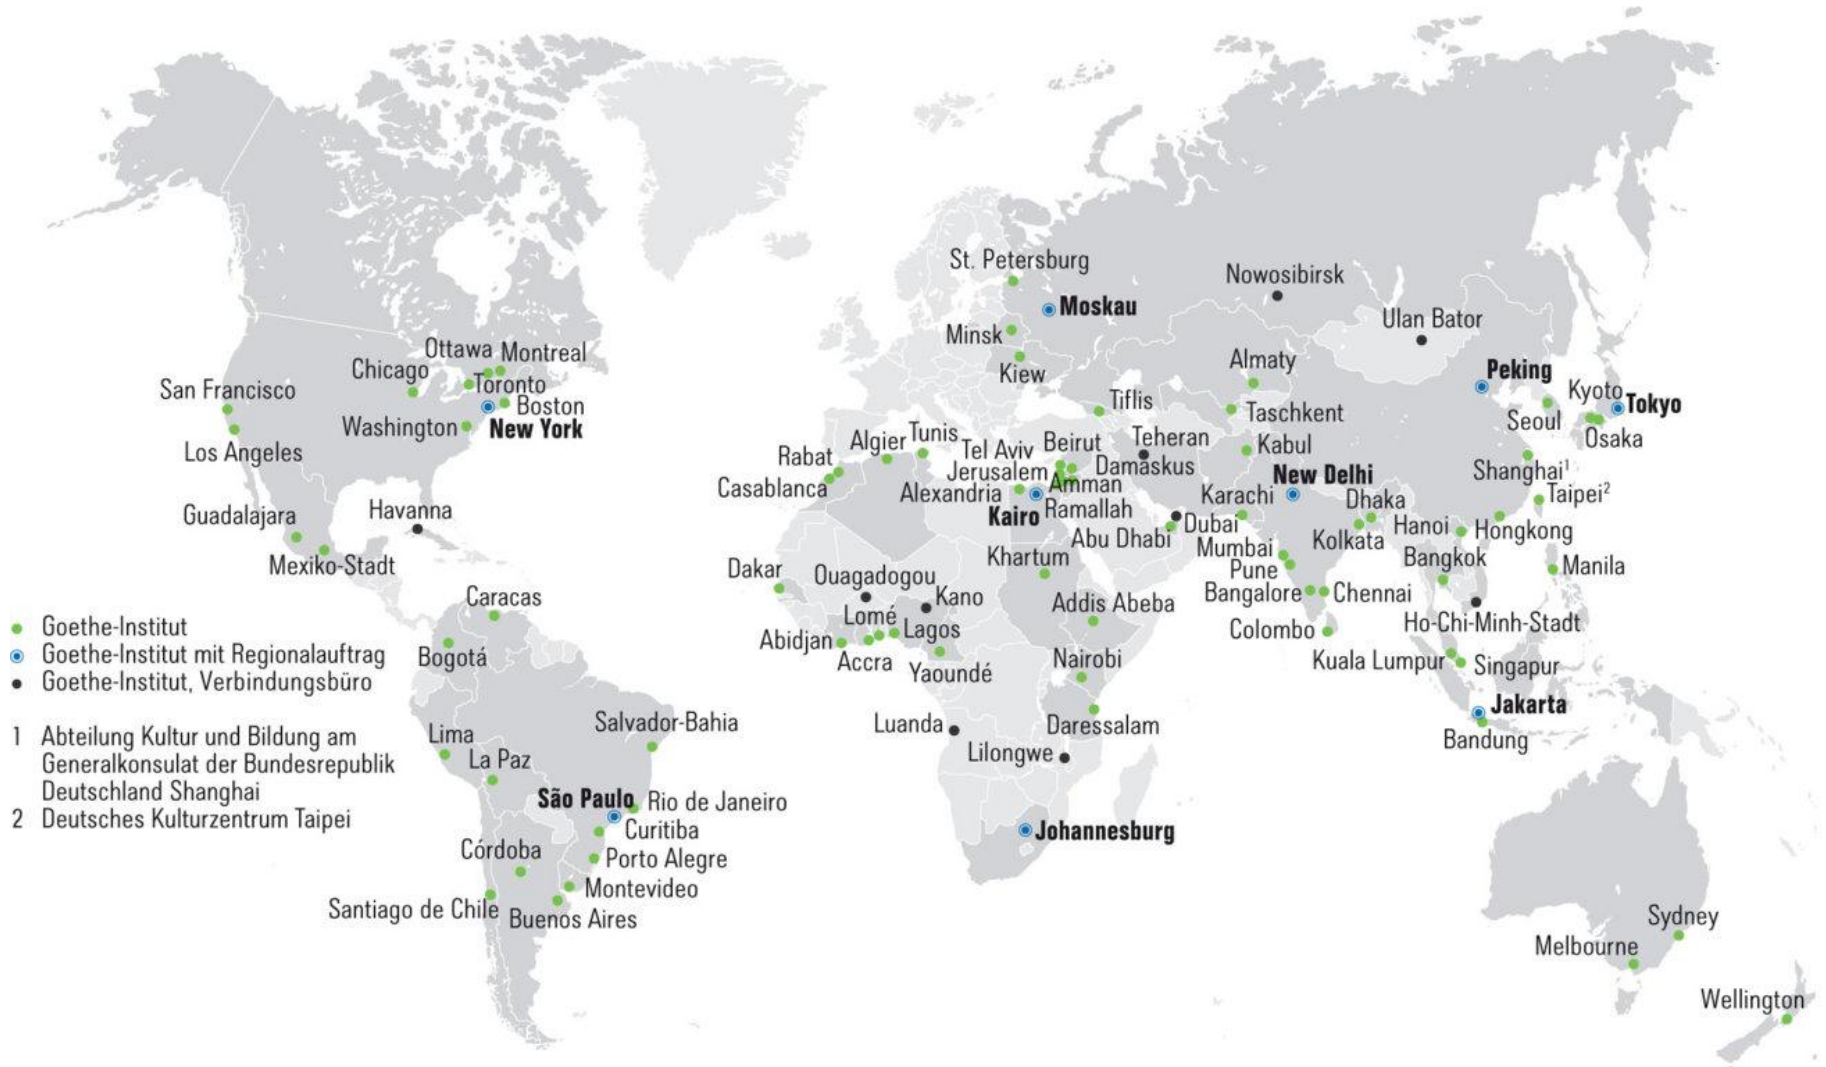 St. Petersburg
Nowosibirsk
Moskau
Ulan Bator
Minsk
Ottawa
Montreal
Almaty
Chicago
Kiew
Peking
Toronto
San Francisco
Kyoto
Tiflis
Tokyo
Boston
Taschkent
Seoul
Washington
New York
Algier
Tunis
Teheran
Osaka
Tel Aviv
Beirut
Kabul
Los Angeles
Rabat
Jerusalem
Damaskus
New Delhi
Shanghai¹
Casablanca
Alexandria
Amman
Karachi
Dhaka
Taipei²
Guadalajara
Havanna
Kairo
Ramallah
Dubai
Hanoi
Hongkong
Abu Dhabi
Kolkata
Mumbai
Khartum
Bangkok
Mexiko-Stadt
Dakar
Ouagadogou
Pune
Manila
Caracas
Kano
Addis Abeba
Bangalore
Chennai
Lomé
Goethe-Institut
Lagos
Colombo
Ho-Chi-Minh-Stadt
Abidjan
Goethe-Institut mit Regionalauftrag
Bogotá
Accra
Yaoundé
Nairobi
Kuala Lumpur
Singapur
Goethe-Institut, Verbindungsbüro
Jakarta
Salvador-Bahia
Luanda
Daressalam
1 Abteilung Kultur und Bildung am
Lima
Bandung
Generalkonsulat der Bundesrepublik
La Paz
Lilongwe
Deutschland Shanghai
São Paulo
Rio de Janeiro
2 Deutsches Kulturzentrum Taipei
Curitiba
Johannesburg
Córdoba
Porto Alegre
Montevideo
Santiago de Chile
Buenos Aires
Sydney
Melbourne
Wellington